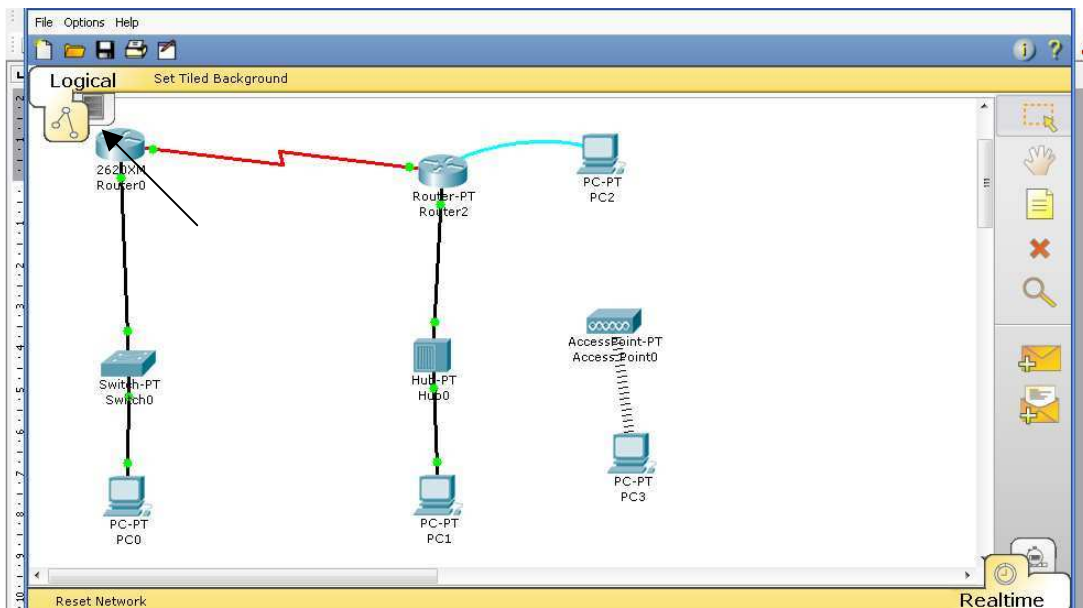 File Options Help
Logical Set Tiled Background
2620XM
Router0
Router-PT
Router2
PC-PT
PC2
AccessPoint-PT
Access Point0
Switch-PT
Switch0
Hub-PT
Hub0
PC-PT
PC3
PC-PT
PC0
PC-PT
PC1
Reset Network
Realtime